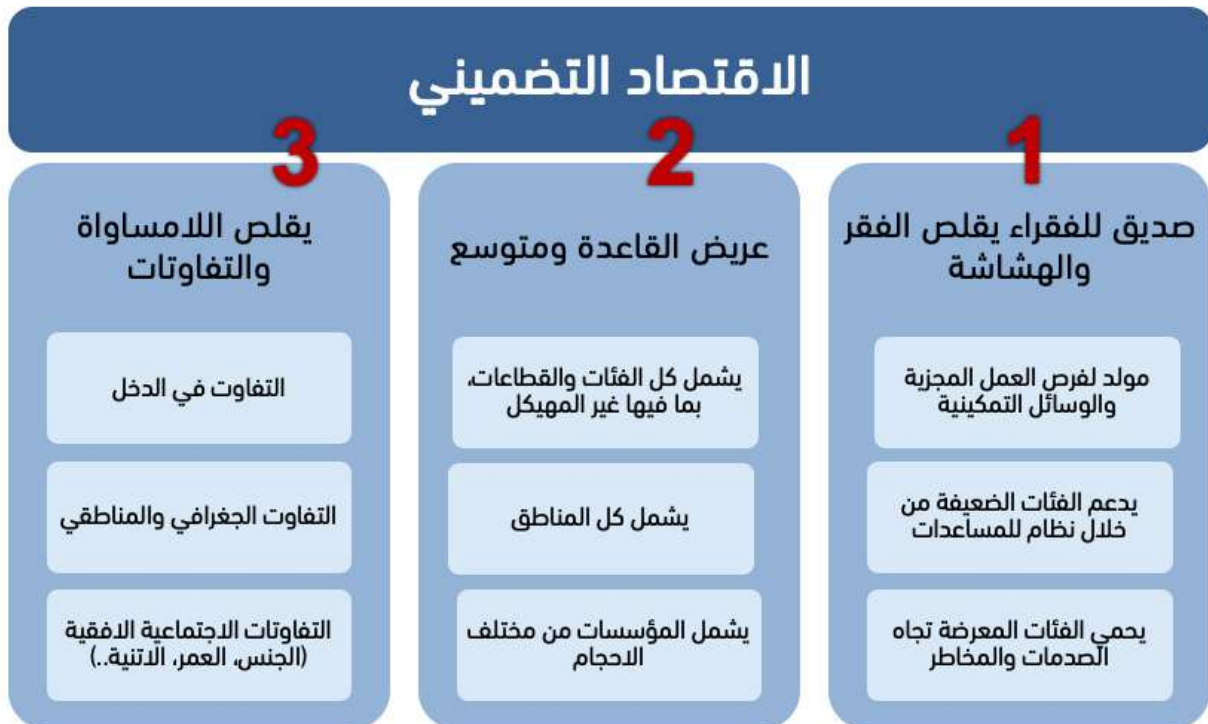 الاقتصاد التضميني
1
صديق للفقراء يقلص الفقر
والهشاشة
مولد لفرص العمل المجزية
والوسائل التمكينية
يدعم الفئات الضعيفة من
خلال نظام للمساعدات
يحمي الفئات المعرضة تجاه
الصدمات والمخاطر
2
عريض القاعدة ومتوسع
يشمل كل الفئات والقطاعات،
بما فيها غير المهيكل
يشمل كل المناطق
يشمل المؤسسات من مختلف
الاحجام
3
يقلص اللامساواة
والتفاوتات
التفاوت في الدخل
التفاوت الجغرافي والمناطقي
التفاوتات الاجتماعية الافقية
(الجنس، العمر، الاتنية..)